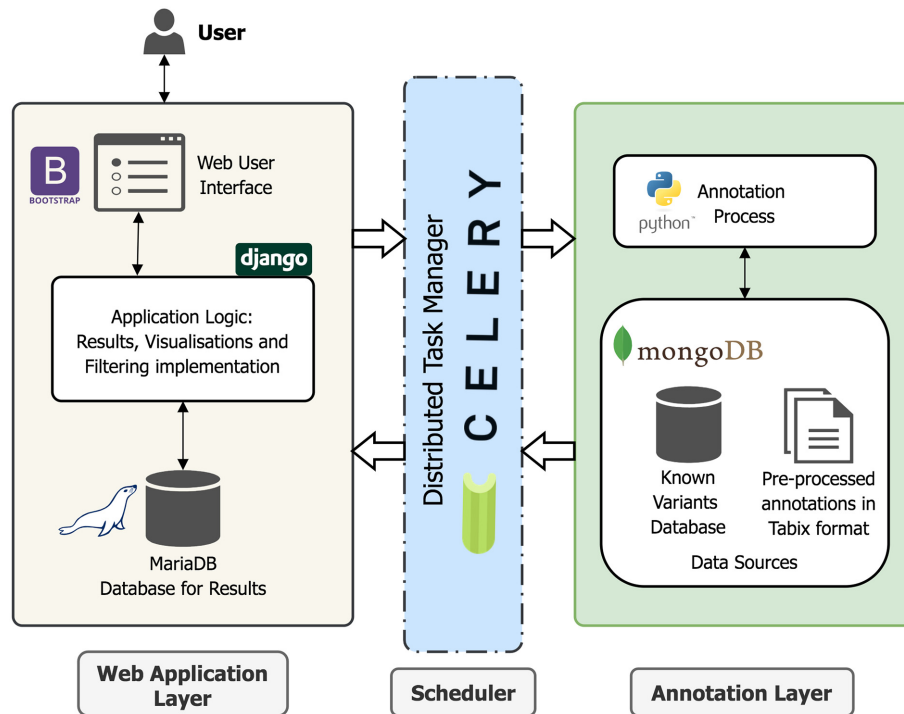 User
B
BOOTSTRAP
Web User
Interface
django
Application Logic:
Results, Visualisations and
Filtering implementation
MariaDB
Database for Results
Web Application
Layer
Distributed Task Manager
CELERY
Scheduler
python™
Annotation
Process
mongoDB
Known
Variants
Database
Pre-processed
annotations in
Tabix format
Data Sources
Annotation Layer